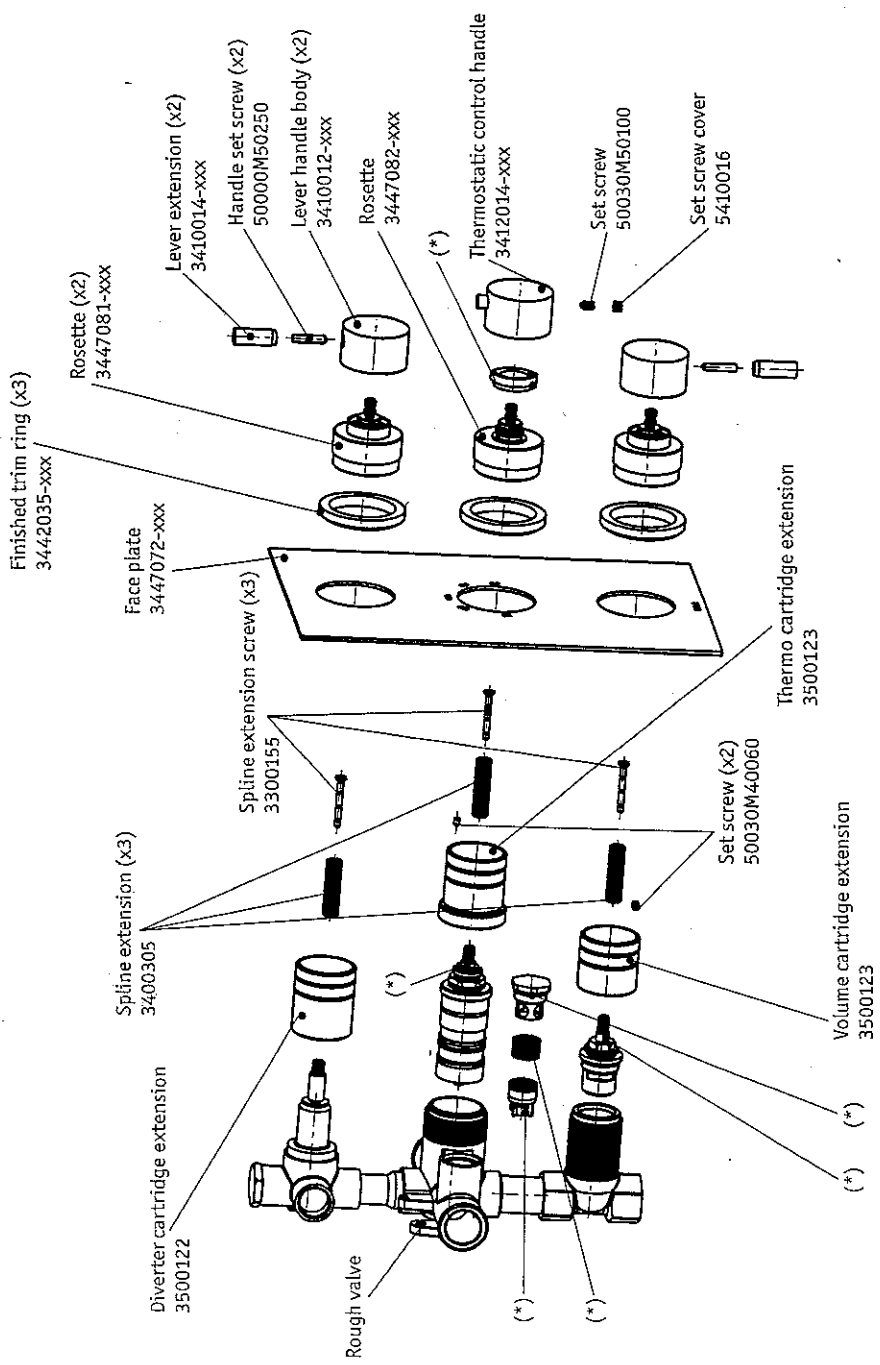 Finished trim ring (x3)
3442035-xxx
Rosette (x2)
3447081-xxx
Lever extension (x2)
3410014-xxx
Handle set screw (x2)
50000M50250
Lever handle body (x2)
3410012-xxx
Rosette
3447082-xxx
(*)
Thermostatic control handle
3412014-xxx
Set screw
50030M50100
Set screw cover
5410016
Face plate
3447072-xxx
Spline extension screw (x3)
3300155
Spline extension (x3)
3400305
Diverter cartridge extension
3500122
Rough valve
(*)
(*)
(*)
(*)
(*)
Volume cartridge extension
3500123
Set screw (x2)
50030M40060
Thermo cartridge extension
3500123